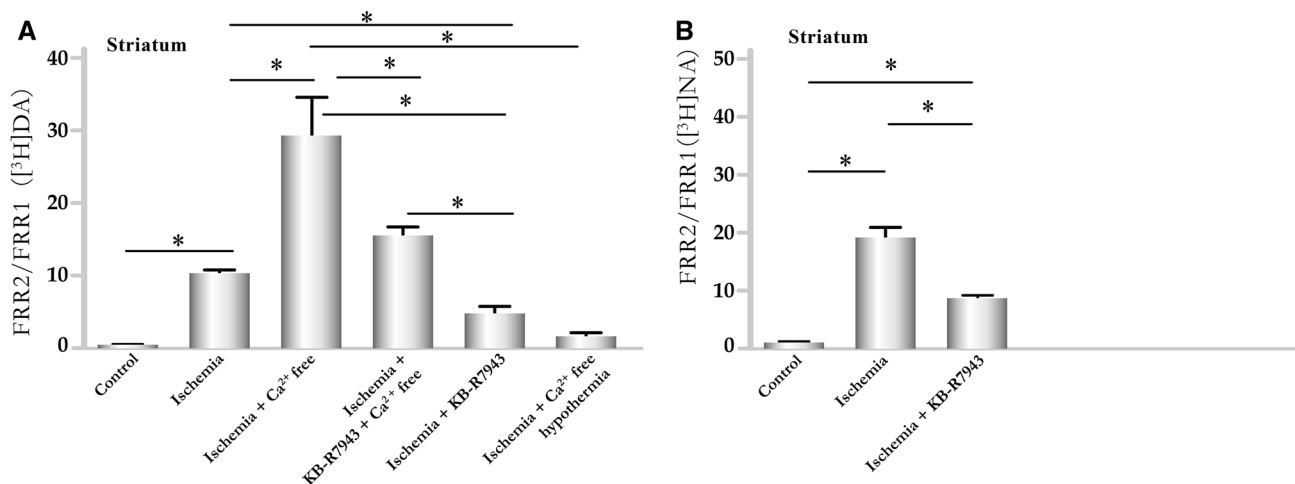 A
Striatum
FRR2/FRR1 ([³H]DA)
40
30
20
10
0
*
*
*
*
*
*
*
Control
Ischemia
Ischemia + Ca²⁺ free
Ischemia +
KB-R7943 + Ca²⁺ free
Ischemia + KB-R7943
Ischemia + Ca²⁺ free
hypothermia
B
Striatum
FRR2/FRR1([³H]NA)
50
40
30
20
10
0
*
*
*
Control
Ischemia
Ischemia + KB-R7943